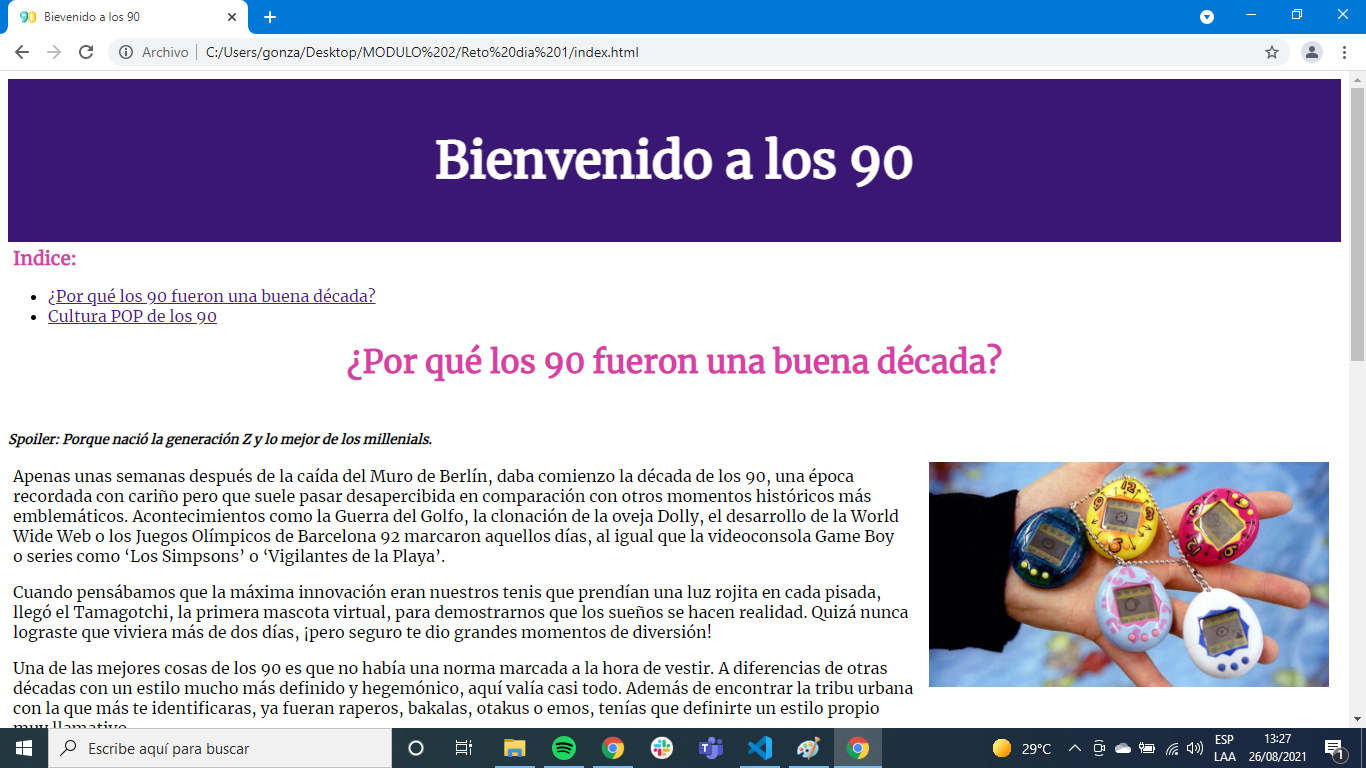 Bievenido a los 90
Archivo
C:/Users/gonza/Desktop/MODULO%202/Reto%20dia%201/index.html
Bienvenido a los 90
Indice:
¿Por qué los 90 fueron una buena década?
Cultura POP de los 90
¿Por qué los 90 fueron una buena década?
Spoiler: Porque nació la generación Z y lo mejor de los millenials.
Apenas unas semanas después de la caída del Muro de Berlín, daba comienzo la década de los 90, una época
recordada con cariño pero que suele pasar desapercibida en comparación con otros momentos históricos más
emblemáticos. Acontecimientos como la Guerra del Golfo, la clonación de la oveja Dolly, el desarrollo de la World
Wide Web o los Juegos Olímpicos de Barcelona 92 marcaron aquellos días, al igual que la videoconsola Game Boy
o series como ‘Los Simpsons’ o ‘Vigilantes de la Playa’.
Cuando pensábamos que la máxima innovación eran nuestros tenis que prendían una luz rojita en cada pisada,
llegó el Tamagotchi, la primera mascota virtual, para demostrarnos que los sueños se hacen realidad. Quizá nunca
lograste que viviera más de dos días, ¡pero seguro te dio grandes momentos de diversión!
Una de las mejores cosas de los 90 es que no había una norma marcada a la hora de vestir. A diferencias de otras
décadas con un estilo mucho más definido y hegemónico, aquí valía casi todo. Además de encontrar la tribu urbana
con la que más te identificaras, ya fueran raperos, bakalas, otakus o emos, tenías que definirte un estilo propio
muy llamativo.
Escribe aquí para buscar
29°C
ESP
LAA
13:27
26/08/2021
1